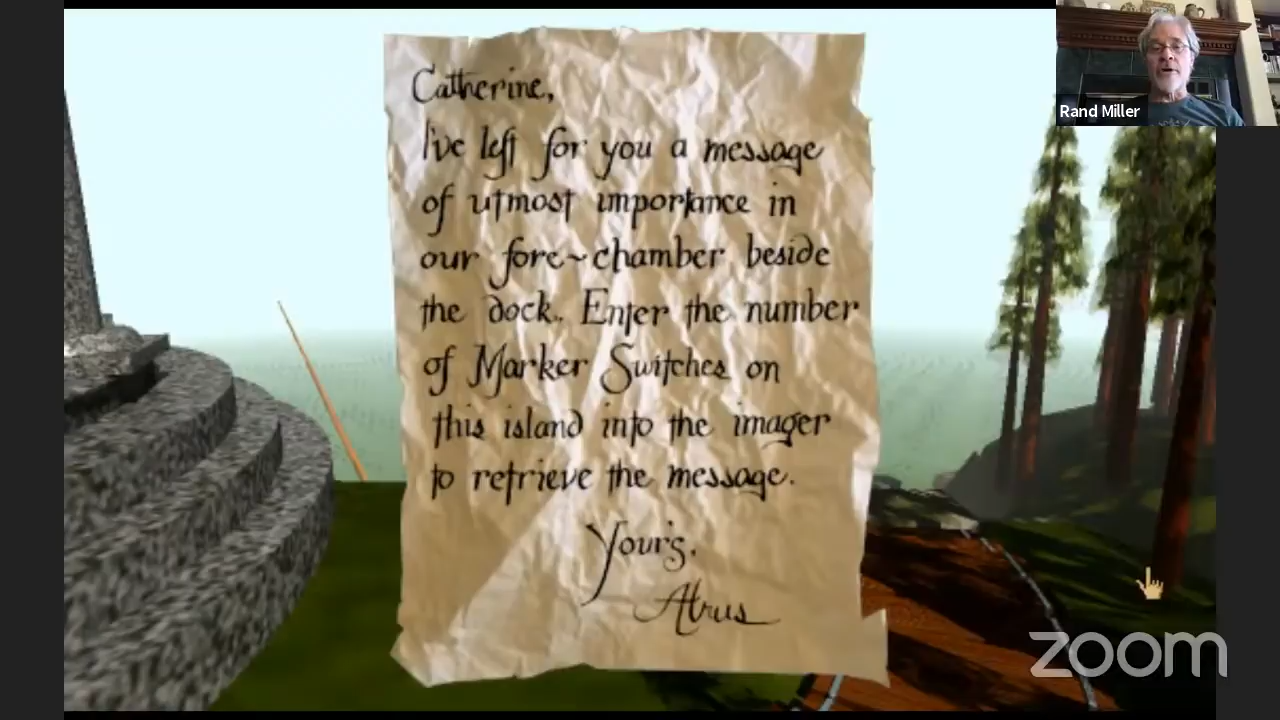 Rand Miller
Catherine,
I've left for you a message
of utmost importance in
our fore~chamber beside
the dock. Enter the number
of Marker Switches on
this island into the imager
to retrieve the message.
Yours,
Atrus
zoom